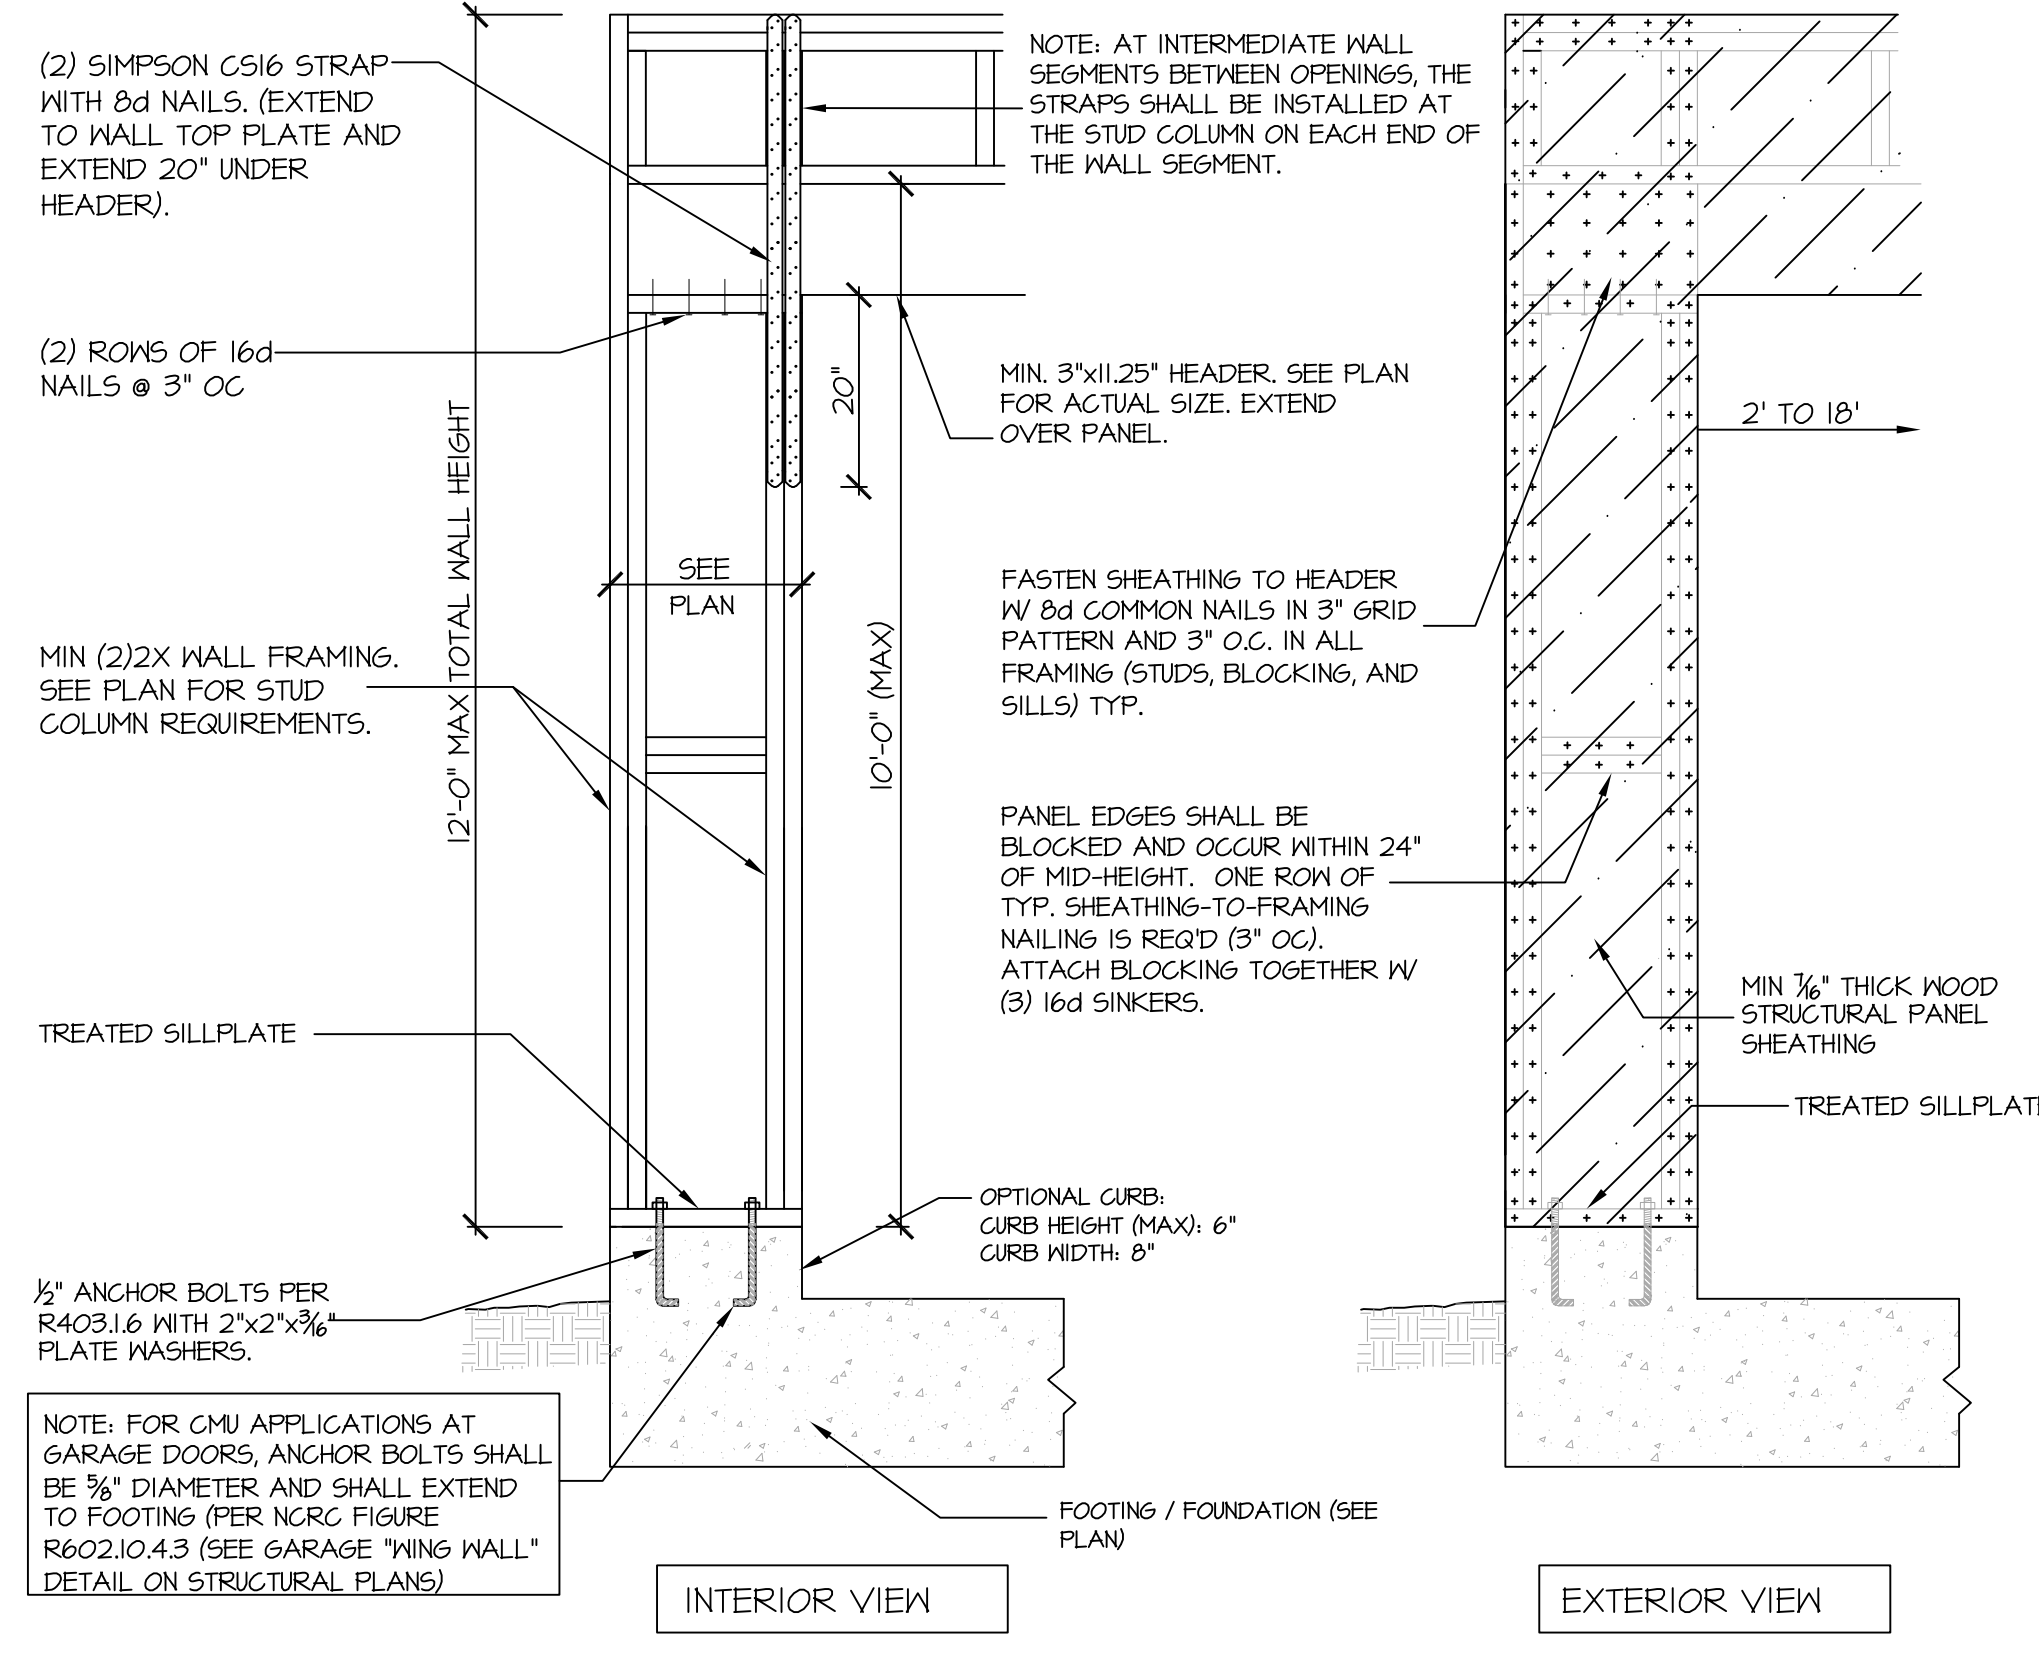 (2) SIMPSON CS16 STRAP
WITH 8d NAILS. (EXTEND
TO WALL TOP PLATE AND
EXTEND 20" UNDER
HEADER).
(2) ROWS OF 16d
NAILS @ 3" OC
12'-0" MAX TOTAL WALL HEIGHT
MIN (2)2X WALL FRAMING.
SEE PLAN FOR STUD
COLUMN REQUIREMENTS.
TREATED SILLPLATE
½" ANCHOR BOLTS PER
R403.1.6 WITH 2"x2"x3⁄16"
PLATE WASHERS.
NOTE: FOR CMU APPLICATIONS AT
GARAGE DOORS, ANCHOR BOLTS SHALL
BE ⅝" DIAMETER AND SHALL EXTEND
TO FOOTING (PER NCRC FIGURE
R602.10.4.3 (SEE GARAGE "WING WALL"
DETAIL ON STRUCTURAL PLANS)
SEE
PLAN
20"
10'-0" (MAX)
NOTE: AT INTERMEDIATE WALL
SEGMENTS BETWEEN OPENINGS, THE
STRAPS SHALL BE INSTALLED AT
THE STUD COLUMN ON EACH END OF
THE WALL SEGMENT.
MIN. 3"x11.25" HEADER. SEE PLAN
FOR ACTUAL SIZE. EXTEND
OVER PANEL.
FASTEN SHEATHING TO HEADER
W/ 8d COMMON NAILS IN 3" GRID
PATTERN AND 3" O.C. IN ALL
FRAMING (STUDS, BLOCKING, AND
SILLS) TYP.
PANEL EDGES SHALL BE
BLOCKED AND OCCUR WITHIN 24"
OF MID-HEIGHT. ONE ROW OF
TYP. SHEATHING-TO-FRAMING
NAILING IS REQ'D (3" OC).
ATTACH BLOCKING TOGETHER W/
(3) 16d SINKERS.
OPTIONAL CURB:
CURB HEIGHT (MAX): 6"
CURB WIDTH: 8"
FOOTING / FOUNDATION (SEE
PLAN)
INTERIOR VIEW
2' TO 18'
MIN 7⁄16" THICK WOOD
STRUCTURAL PANEL
SHEATHING
TREATED SILLPLATE
EXTERIOR VIEW